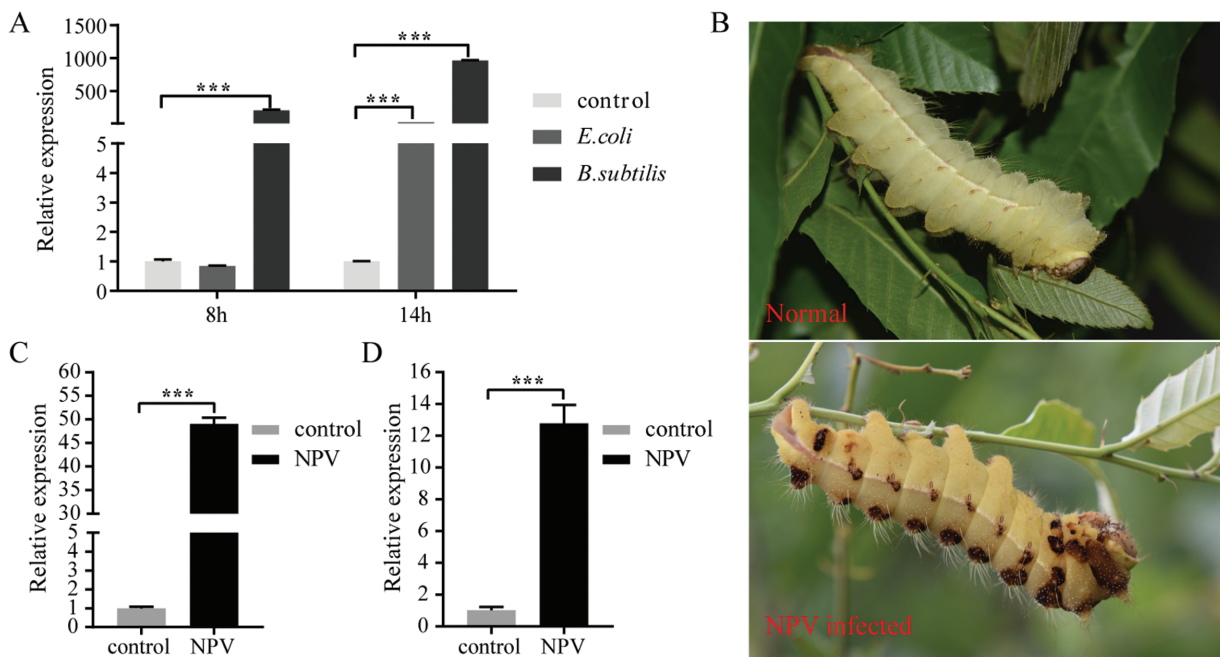 A
Relative expression
1500
1000
500
5
4
3
2
1
0
***
***
***
8h
14h
control
E.coli
B.subtilis
B
Normal
NPV infected
C
Relative expression
60
55
50
45
40
35
30
5
4
3
2
1
0
***
control
NPV
control
NPV
D
Relative expression
16
14
12
10
8
6
4
2
0
***
control
NPV
control
NPV